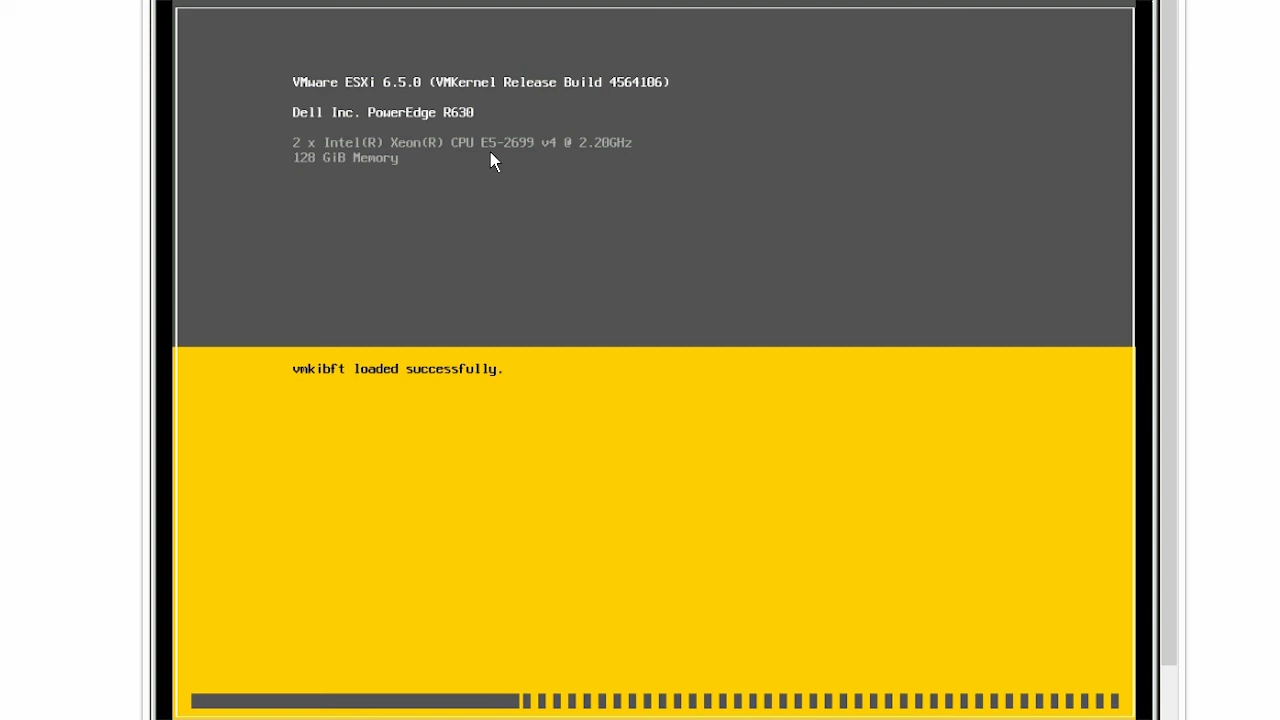 VMware ESXi 6.5.0 (VMKernel Release Build 4564106)
Dell Inc. PowerEdge R630
2 x Intel(R) Xeon(R) CPU E5-2699 v4 @ 2.20GHz
128 GiB Memory
vmkibft loaded successfully.